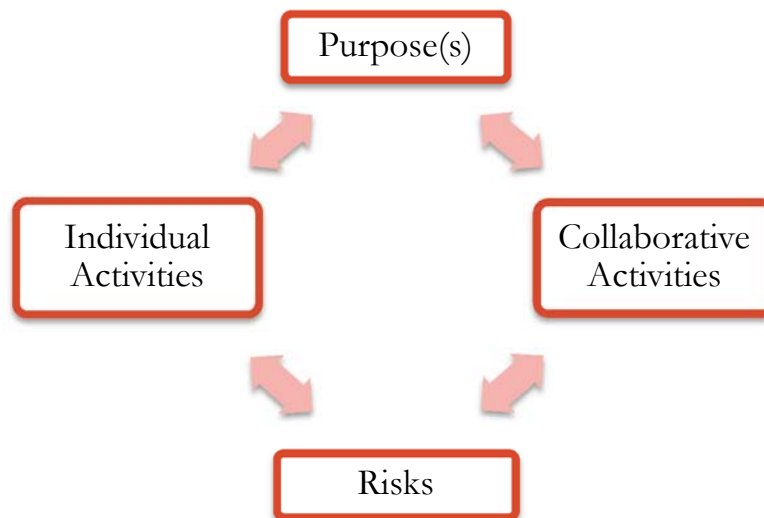 Purpose(s)
Individual
Activities
Collaborative
Activities
Risks